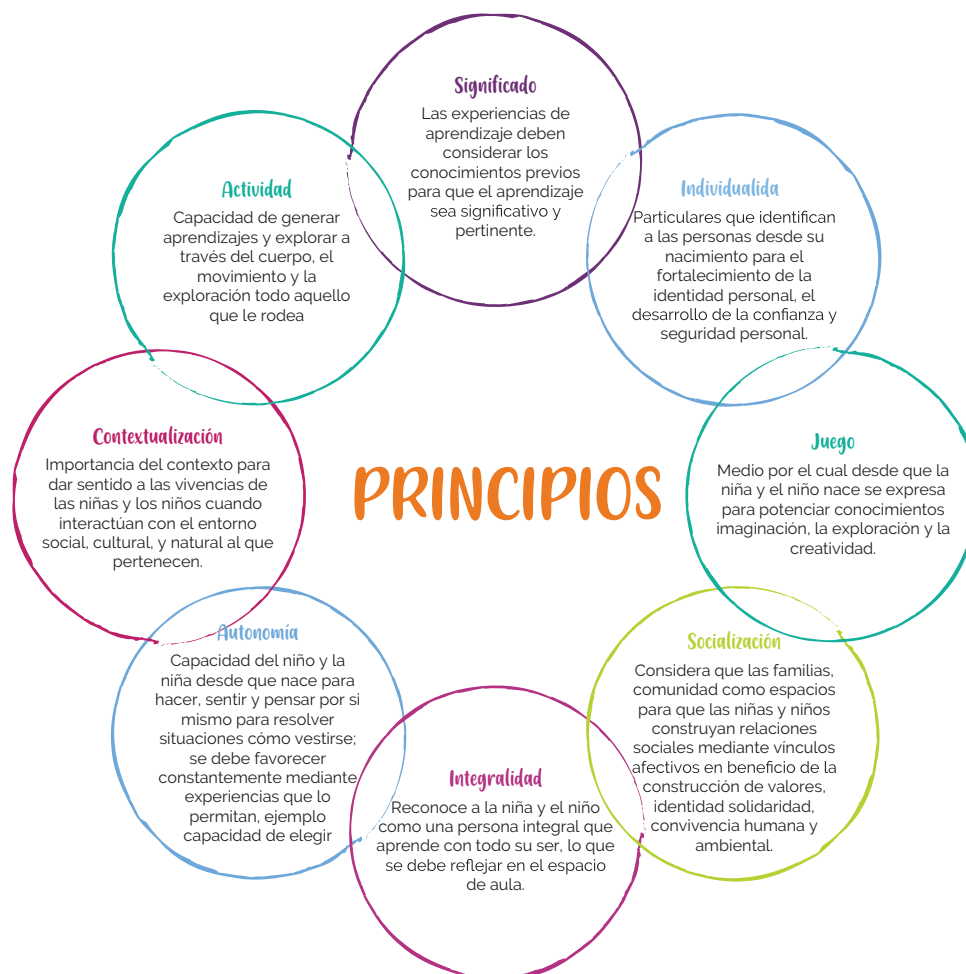 Significado
Las experiencias de
aprendizaje deben
considerar los
conocimientos previos
para que el aprendizaje
sea significativo y
pertinente.
Individualida
Particulares que identifican
a las personas desde su
nacimiento para el
fortalecimiento de la
identidad personal, el
desarrollo de la confianza y
seguridad personal.
Juego
Medio por el cual desde que la
niña y el niño nace se expresa
para potenciar conocimientos
imaginación, la exploración y la
creatividad.
Socialización
Considera que las familias,
comunidad como espacios
para que las niñas y niños
construyan relaciones
sociales mediante vínculos
afectivos en beneficio de la
construcción de valores,
identidad solidaridad,
convivencia humana y
ambiental.
Integralidad
Reconoce a la niña y el niño
como una persona integral que
aprende con todo su ser, lo que
se debe reflejar en el espacio
de aula.
Autonomía
Capacidad del niño y la
niña desde que nace para
hacer, sentir y pensar por si
mismo para resolver
situaciones cómo vestirse;
se debe favorecer
constantemente mediante
experiencias que lo
permitan, ejemplo
capacidad de elegir
Contextualización
Importancia del contexto para
dar sentido a las vivencias de
las niñas y los niños cuando
interactúan con el entorno
social, cultural, y natural al que
pertenecen.
Actividad
Capacidad de generar
aprendizajes y explorar a
través del cuerpo, el
movimiento y la
exploración todo aquello
que le rodea
PRINCIPIOS